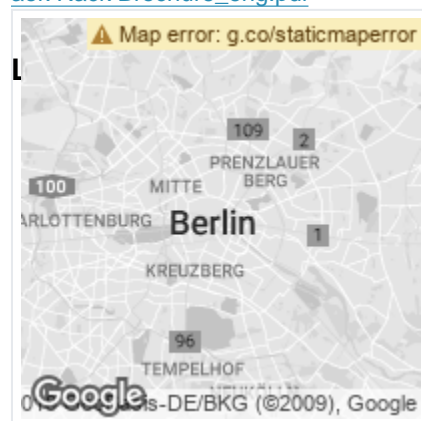 Map error: g.co/staticmaperror
109
2
PRENZLAUER
BERG
100
MITTE
Berlin
1
KREUZBERG
96
TEMPELHOF
Google
-DE/BKG (©2009), Google